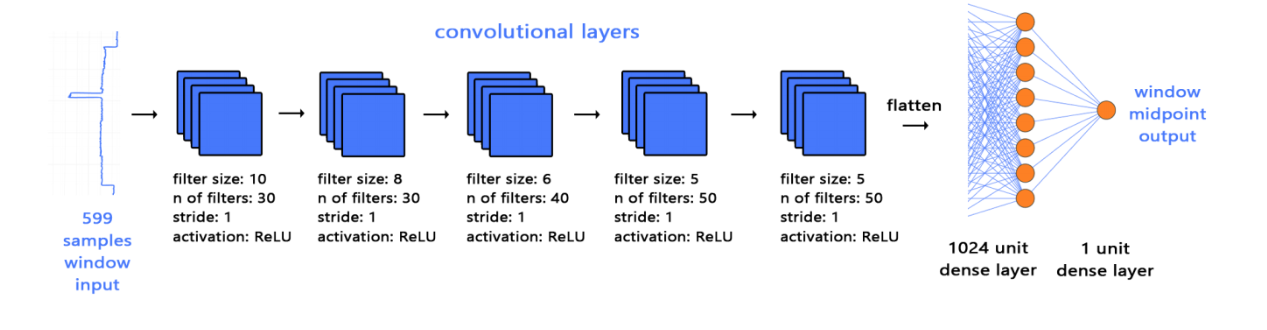 convolutional layers
599
samples
window
input
filter size: 10
n of filters: 30
stride: 1
activation: ReLU
filter size: 8
n of filters: 30
stride: 1
activation: ReLU
filter size: 6
n of filters: 40
stride: 1
activation: ReLU
filter size: 5
n of filters: 50
stride: 1
activation: ReLU
filter size: 5
n of filters: 50
stride: 1
activation: ReLU
flatten
1024 unit
dense layer
1 unit
dense layer
window
midpoint
output